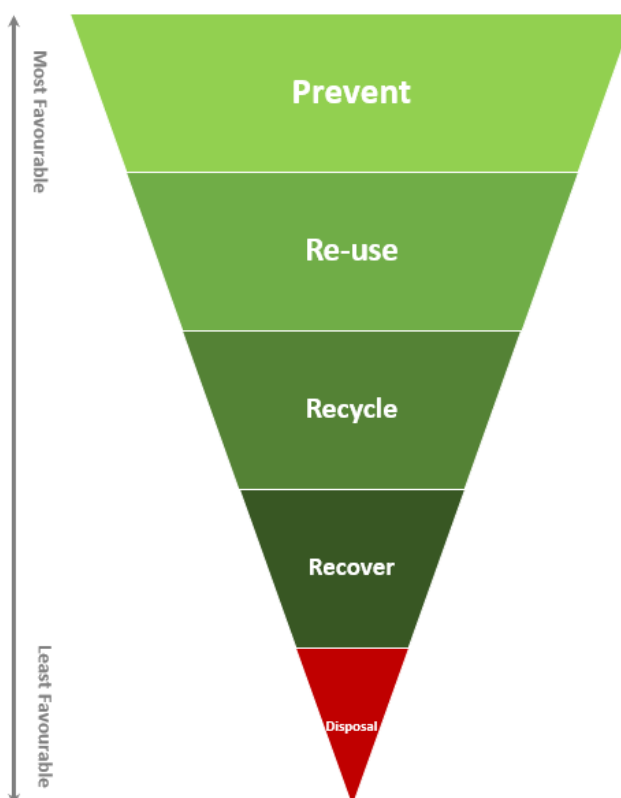 Most Favourable
Prevent
Re-use
Recycle
Recover
Least Favourable
Disposal